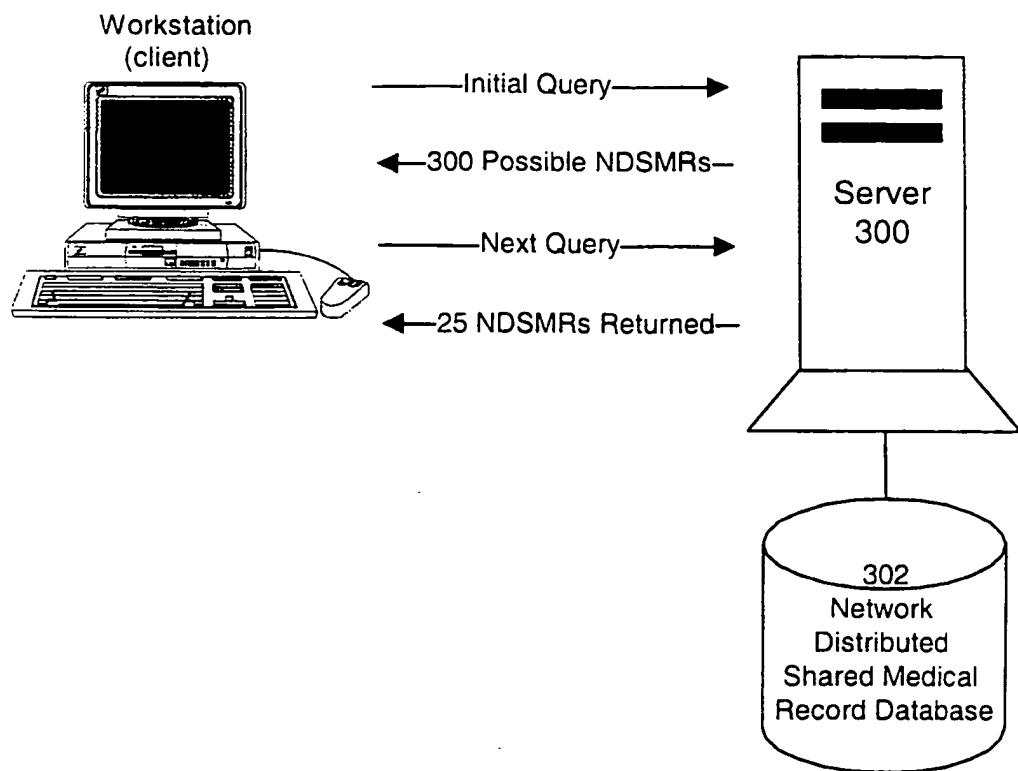 Workstation
(client)
Initial Query
300 Possible NDSMRs
Next Query
25 NDSMRs Returned
Server
300
302
Network
Distributed
Shared Medical
Record Database